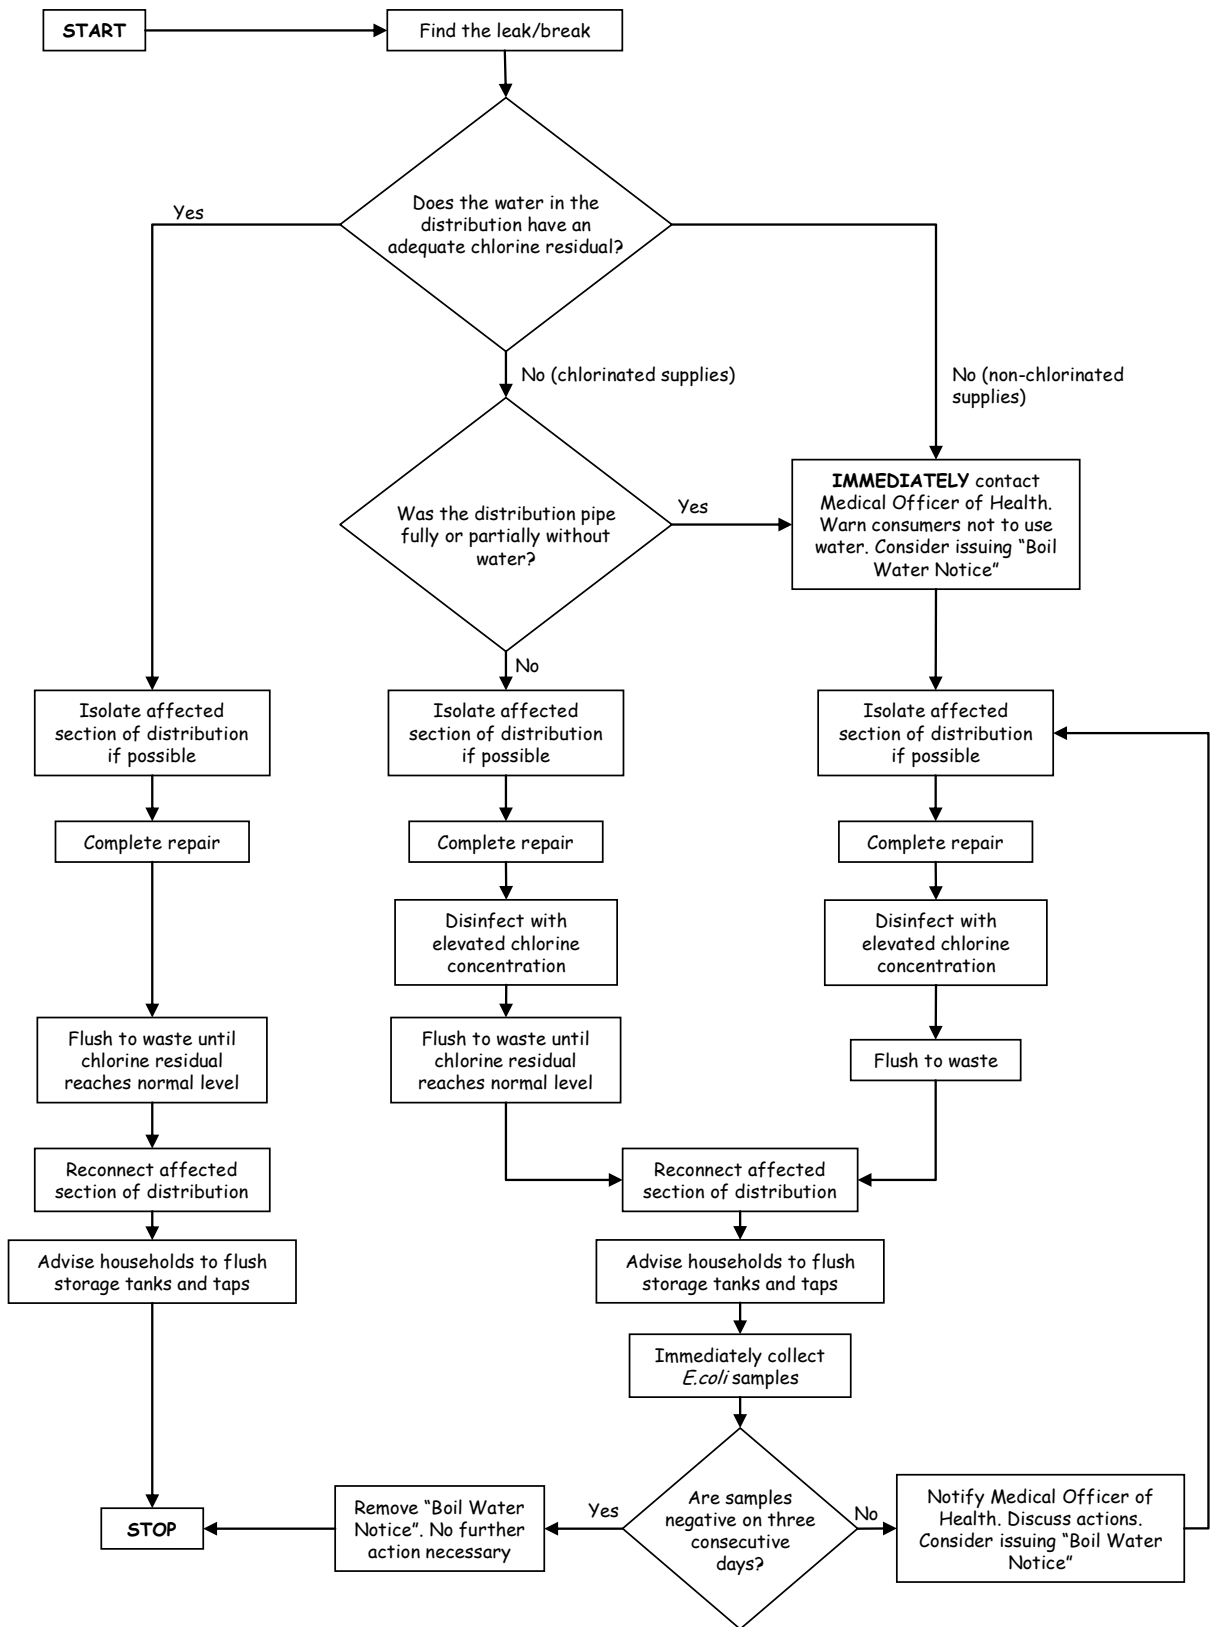 START
Find the leak/break
Does the water in the
distribution have an
adequate chlorine residual?
Yes
No (chlorinated supplies)
No (non-chlorinated
supplies)
Was the distribution pipe
fully or partially without
water?
Yes
IMMEDIATELY contact
Medical Officer of Health.
Warn consumers not to use
water. Consider issuing “Boil
Water Notice”
No
Isolate affected
section of distribution
if possible
Complete repair
Flush to waste until
chlorine residual
reaches normal level
Reconnect affected
section of distribution
Advise households to flush
storage tanks and taps
STOP
Isolate affected
section of distribution
if possible
Complete repair
Disinfect with
elevated chlorine
concentration
Flush to waste until
chlorine residual
reaches normal level
Isolate affected
section of distribution
if possible
Complete repair
Disinfect with
elevated chlorine
concentration
Flush to waste
Reconnect affected
section of distribution
Advise households to flush
storage tanks and taps
Immediately collect
E.coli samples
Are samples
negative on three
consecutive
days?
Yes
Remove “Boil Water
Notice”. No further
action necessary
No
Notify Medical Officer of
Health. Discuss actions.
Consider issuing “Boil Water
Notice”